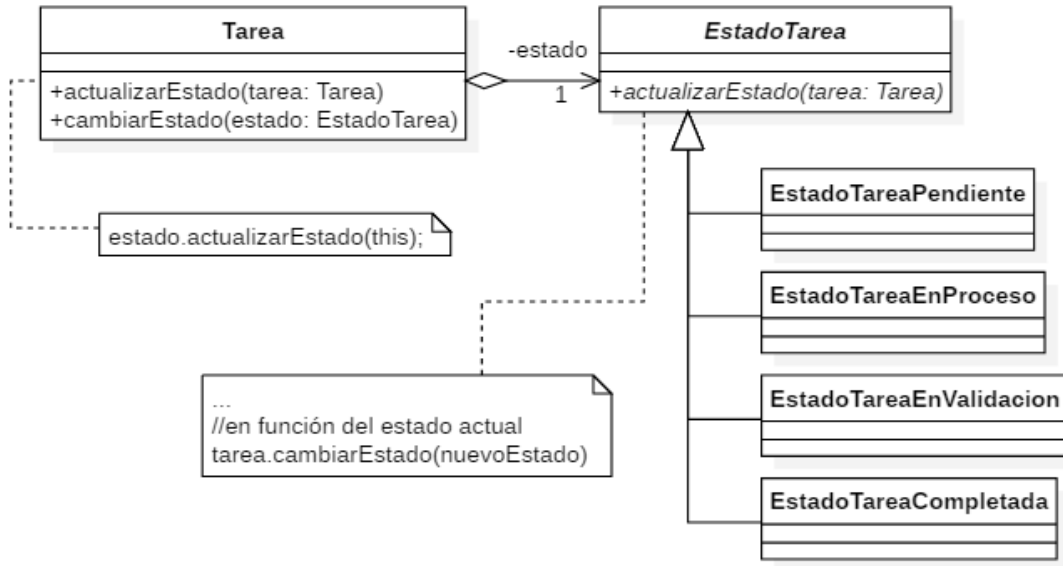 Tarea
+actualizarEstado(tarea: Tarea)
+cambiarEstado(estado: EstadoTarea)
-estado
1
EstadoTarea
+actualizarEstado(tarea: Tarea)
estado.actualizarEstado(this);
...
//en función del estado actual
tarea.cambiarEstado(nuevoEstado)
EstadoTareaPendiente
EstadoTareaEnProceso
EstadoTareaEnValidacion
EstadoTareaCompletada